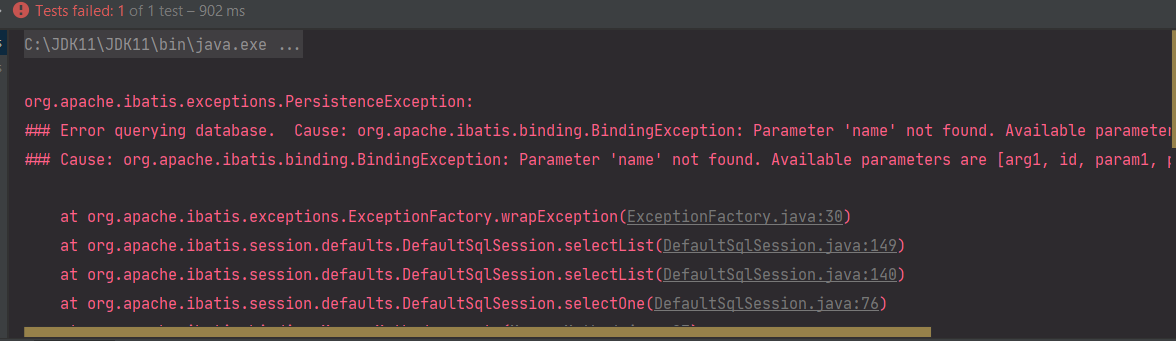 Tests failed: 1 of 1 test – 902 ms
C:\JDK11\JDK11\bin\java.exe ...
org.apache.ibatis.exceptions.PersistenceException:
### Error querying database.  Cause: org.apache.ibatis.binding.BindingException: Parameter 'name' not found. Available parameter
### Cause: org.apache.ibatis.binding.BindingException: Parameter 'name' not found. Available parameters are [arg1, id, param1, p
at org.apache.ibatis.exceptions.ExceptionFactory.wrapException(ExceptionFactory.java:30)
at org.apache.ibatis.session.defaults.DefaultSqlSession.selectList(DefaultSqlSession.java:149)
at org.apache.ibatis.session.defaults.DefaultSqlSession.selectList(DefaultSqlSession.java:140)
at org.apache.ibatis.session.defaults.DefaultSqlSession.selectOne(DefaultSqlSession.java:76)